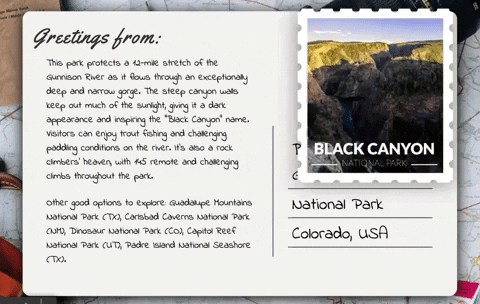 Greetings from:
This park protects a 12-mile stretch of the
Gunnison River as it flows through an exceptionally
deep and narrow gorge. The steep canyon walls
keep out much of the sunlight, giving it a dark
appearance and inspiring the "Black Canyon" name.
Visitors can enjoy trout fishing and challenging
paddling conditions on the river. It's also a rock
climbers' heaven, with 145 remote and challenging
climbs throughout the park.
Other good options to explore: Guadalupe Mountains
National Park (TX), Carlsbad Caverns National Park
(NM), Dinosaur National Park (CO), Capitol Reef
National Park (UT), Padre Island National Seashore
(TX).
BLACK CANYON
NATIONAL PARK
National Park
Colorado, USA